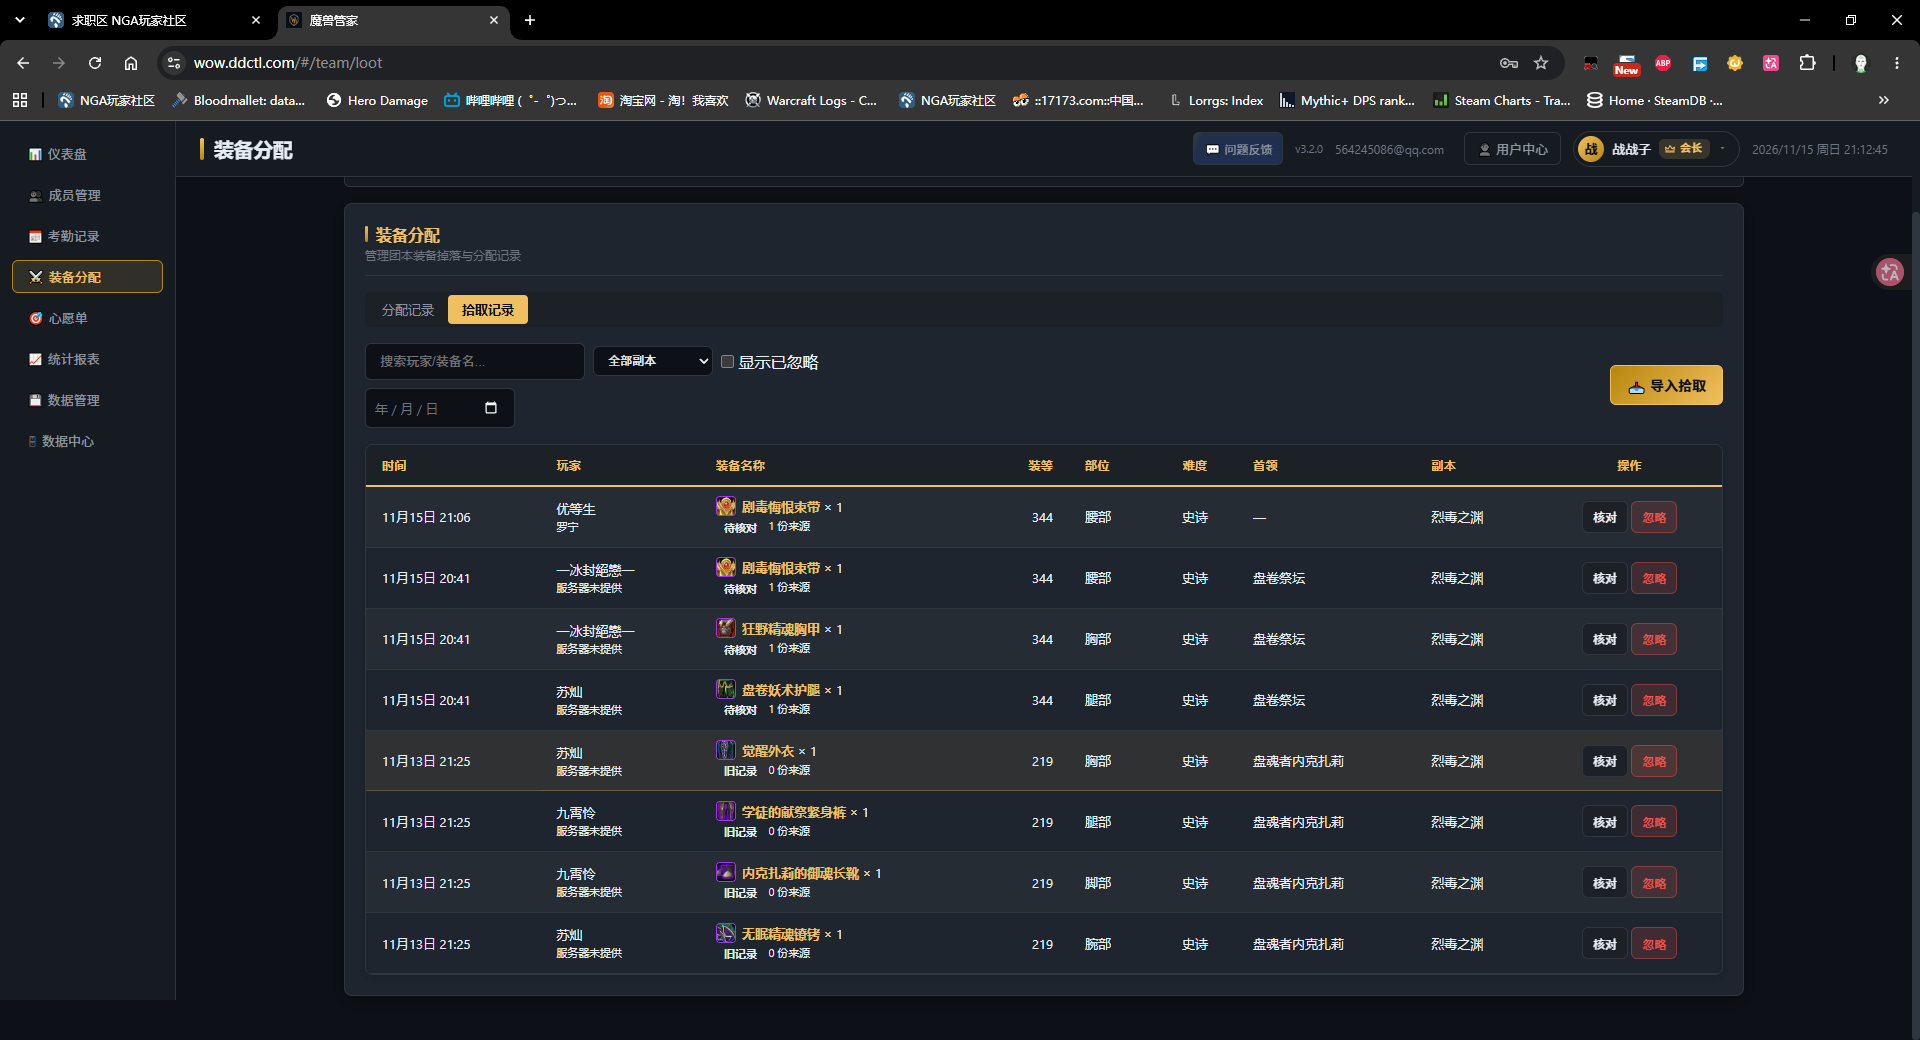 求职区 NGA玩家社区
魔兽管家
wow.ddctl.com/#/team/loot
New
ABP
NGA玩家社区
Bloodmallet: data...
Hero Damage
哔哩哔哩 ( ゜- ゜)つ...
淘宝网 - 淘！我喜欢
Warcraft Logs - C...
NGA玩家社区
::17173.com::中国...
Lorrgs: Index
Mythic+ DPS rank...
Steam Charts - Tra...
Home · SteamDB ·...
仪表盘
成员管理
考勤记录
装备分配
心愿单
统计报表
数据管理
数据中心
装备分配
问题反馈
v3.2.0
564245086@qq.com
用户中心
战
战战子
会长
2026/11/15 周日 21:12:45
装备分配
管理团本装备掉落与分配记录
分配记录
拾取记录
搜索玩家/装备名...
全部副本
显示已忽略
年 / 月 / 日
导入拾取
时间 玩家 装备名称 装等 部位 难度 首领 副本 操作
11月15日 21:06 优等生 剧毒悔恨束带 × 1 344 腰部 史诗 — 烈毒之渊 核对 忽略
罗宁 待核对 1 份来源
11月15日 20:41 —冰封絕戀— 剧毒悔恨束带 × 1 344 腰部 史诗 盘卷祭坛 烈毒之渊 核对 忽略
服务器未提供 待核对 1 份来源
11月15日 20:41 —冰封絕戀— 狂野精魂胸甲 × 1 344 胸部 史诗 盘卷祭坛 烈毒之渊 核对 忽略
服务器未提供 待核对 1 份来源
11月15日 20:41 苏灿 盘卷妖术护腿 × 1 344 腿部 史诗 盘卷祭坛 烈毒之渊 核对 忽略
服务器未提供 待核对 1 份来源
11月13日 21:25 苏灿 觉醒外衣 × 1 219 胸部 史诗 盘魂者内克扎莉 烈毒之渊 核对 忽略
服务器未提供 旧记录 0 份来源
11月13日 21:25 九霄怜 学徒的献祭紧身裤 × 1 219 腿部 史诗 盘魂者内克扎莉 烈毒之渊 核对 忽略
服务器未提供 旧记录 0 份来源
11月13日 21:25 九霄怜 内克扎莉的御魂长靴 × 1 219 脚部 史诗 盘魂者内克扎莉 烈毒之渊 核对 忽略
服务器未提供 旧记录 0 份来源
11月13日 21:25 苏灿 无眠精魂镣铐 × 1 219 腕部 史诗 盘魂者内克扎莉 烈毒之渊 核对 忽略
服务器未提供 旧记录 0 份来源